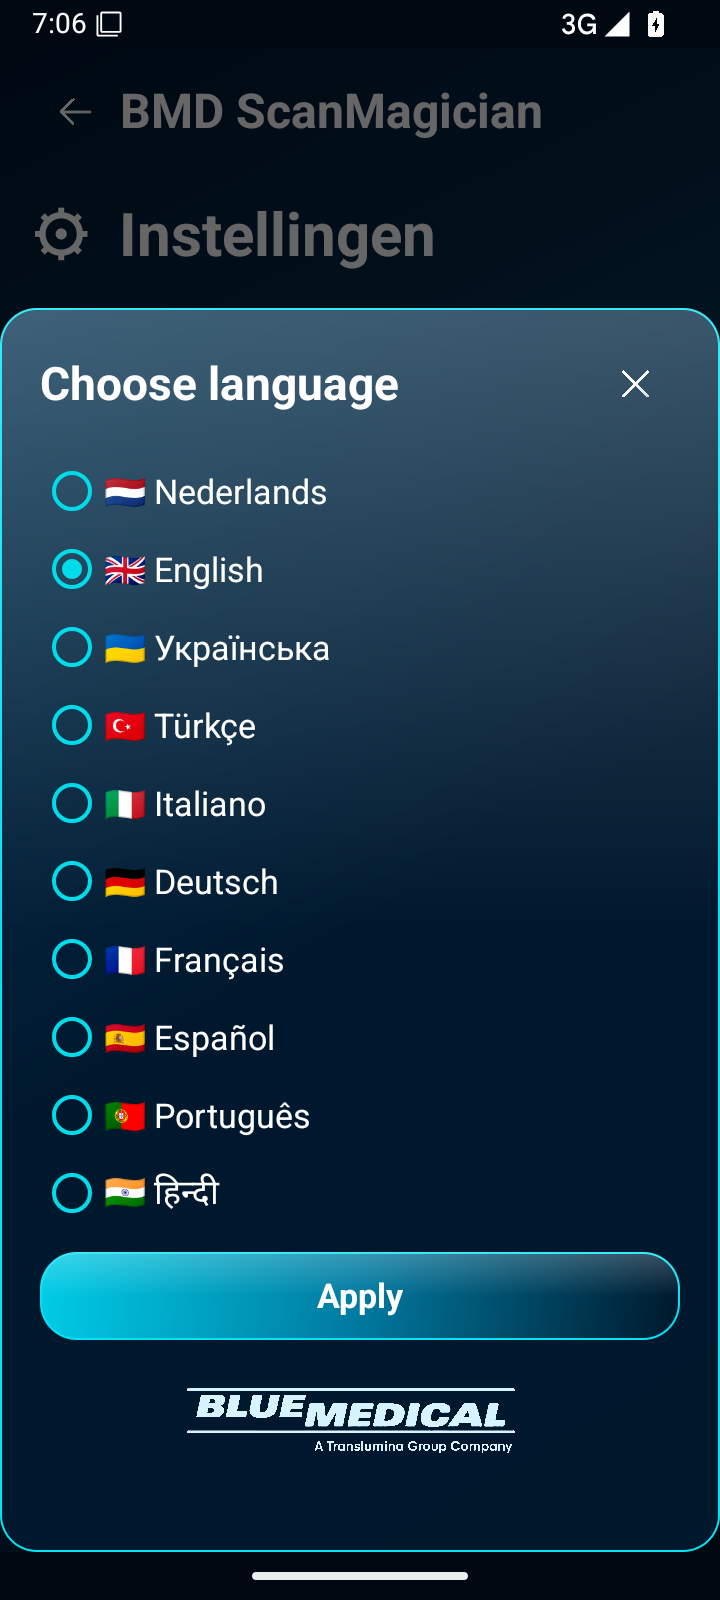 7:06
3G
BMD ScanMagician
Instellingen
Choose language
Nederlands
English
Українська
Türkçe
Italiano
Deutsch
Français
Español
Português
हिन्दी
Apply
BLUEMEDICAL
A Translumina Group Company